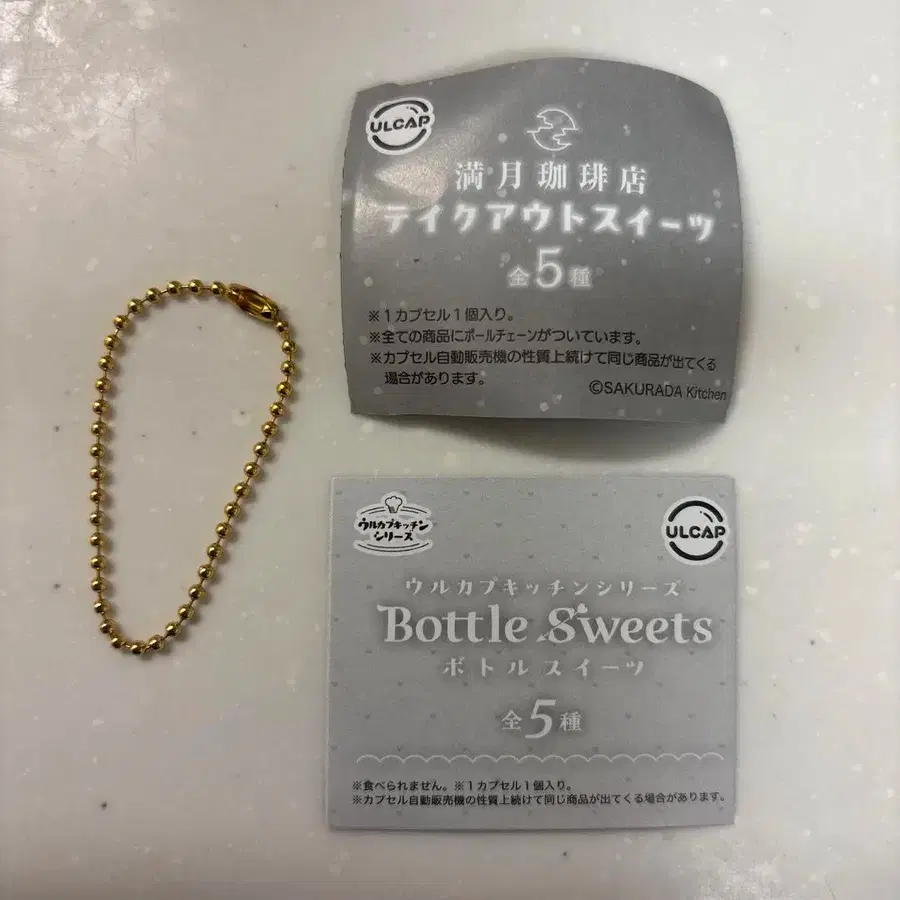 ULCAP
満月珈琲店
テイクアウトスイーツ
全5種
※1カプセル1個入り。
※全ての商品にボールチェーンがついています。
※カプセル自動販売機の性質上続けて同じ商品が出てくる
場合があります。
©SAKURADA Kitchen
ウルカプキッチン
シリーズ
ULCAP
ウルカプキッチンシリーズ
Bottle Sweets
ボトルスイーツ
全5種
※食べられません。※1カプセル1個入り。
※カプセル自動販売機の性質上続けて同じ商品が出てくる場合があります。